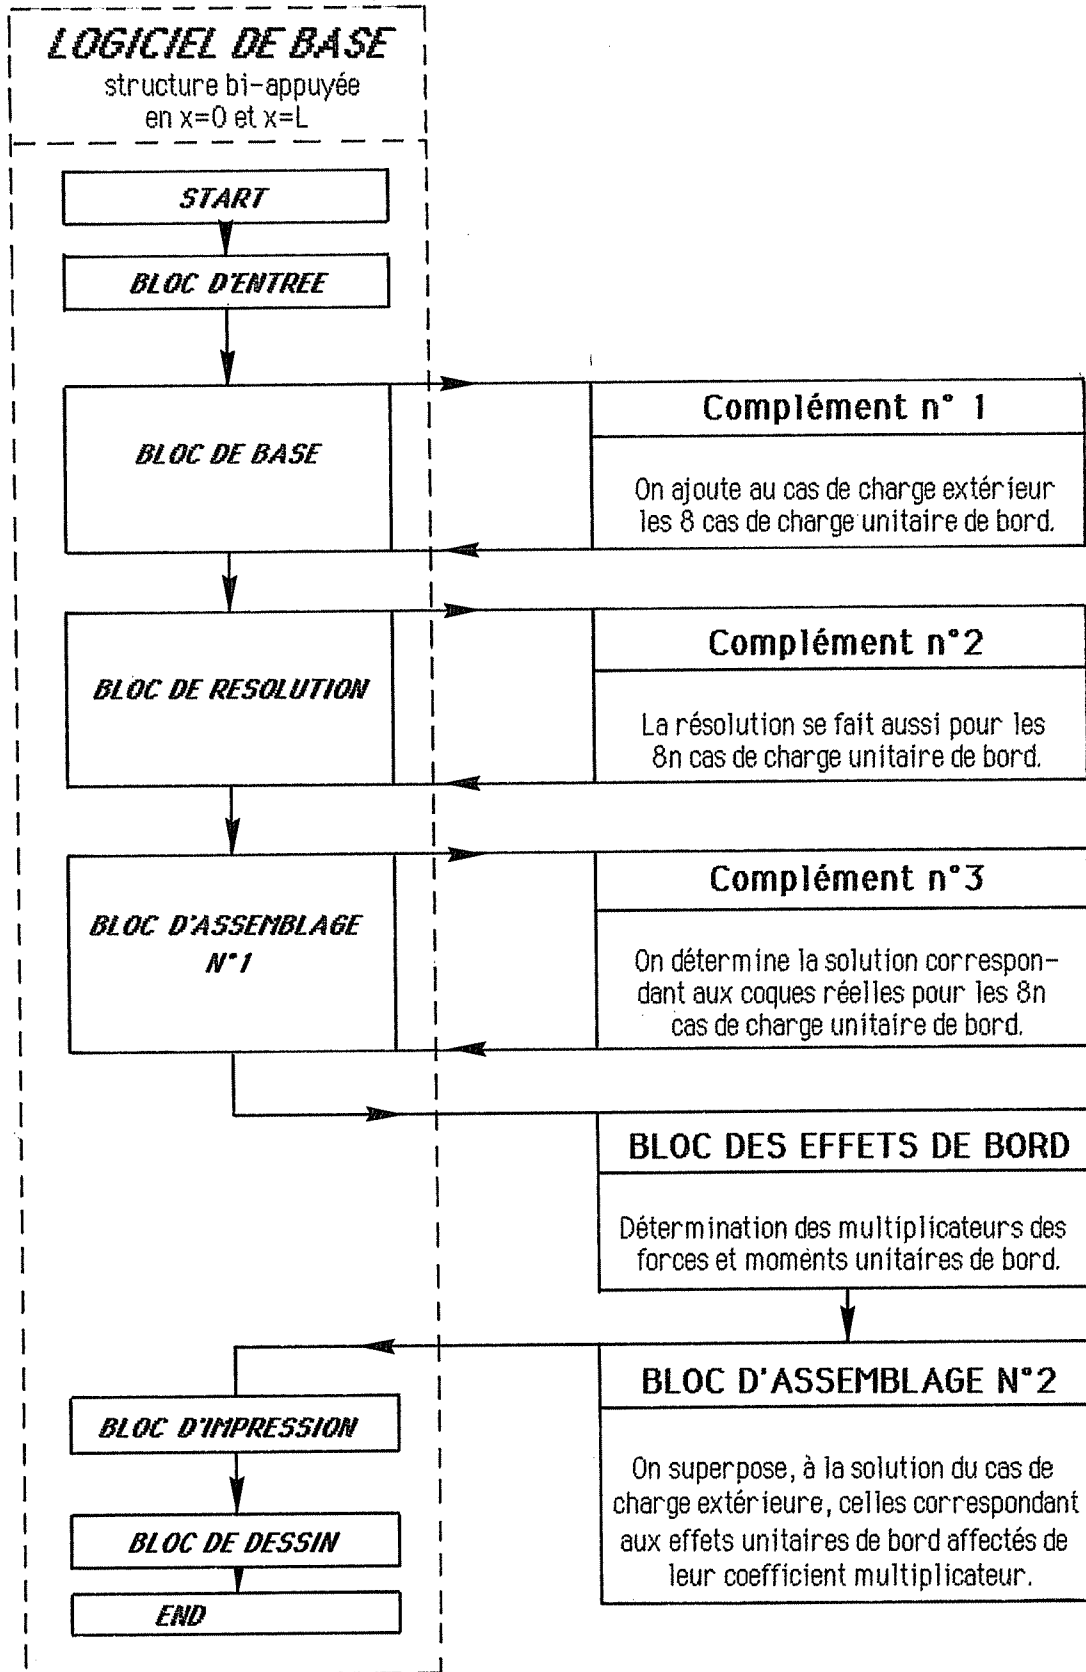 LOGICIEL DE BASE
structure bi-appuyée
en x=0 et x=L
START
BLOC D'ENTREE
BLOC DE BASE
Complément n° 1
On ajoute au cas de charge extérieur
les 8 cas de charge unitaire de bord.
BLOC DE RESOLUTION
Complément n°2
La résolution se fait aussi pour les
8n cas de charge unitaire de bord.
BLOC D'ASSEMBLAGE
N°1
Complément n°3
On détermine la solution correspon-
dant aux coques réelles pour les 8n
cas de charge unitaire de bord.
BLOC DES EFFETS DE BORD
Détermination des multiplicateurs des
forces et moments unitaires de bord.
BLOC D'ASSEMBLAGE N°2
On superpose, à la solution du cas de
charge extérieure, celles correspondant
aux effets unitaires de bord affectés de
leur coefficient multiplicateur.
BLOC D'IMPRESSION
BLOC DE DESSIN
END